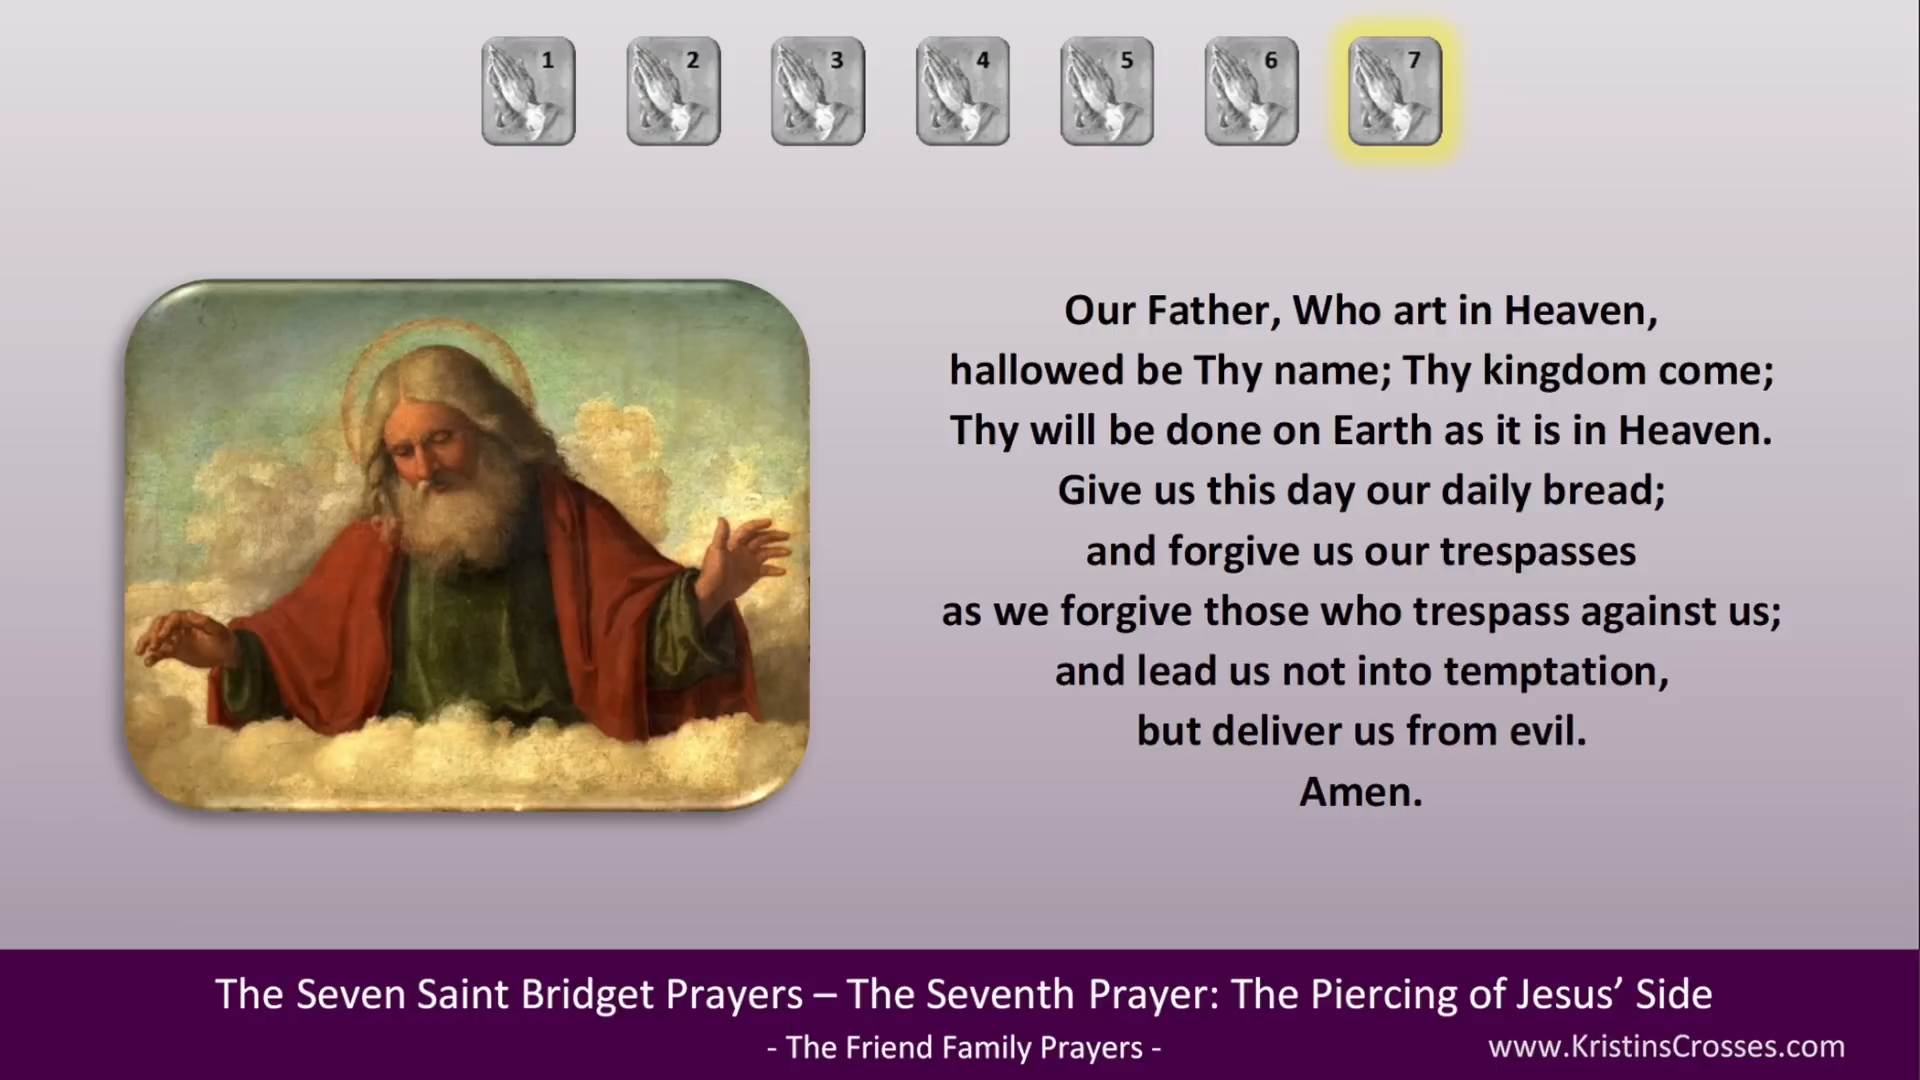 1 2 3 4 5 6 7
Our Father, Who art in Heaven,
hallowed be Thy name; Thy kingdom come;
Thy will be done on Earth as it is in Heaven.
Give us this day our daily bread;
and forgive us our trespasses
as we forgive those who trespass against us;
and lead us not into temptation,
but deliver us from evil.
Amen.
The Seven Saint Bridget Prayers – The Seventh Prayer: The Piercing of Jesus’ Side
- The Friend Family Prayers -
www.KristinsCrosses.com